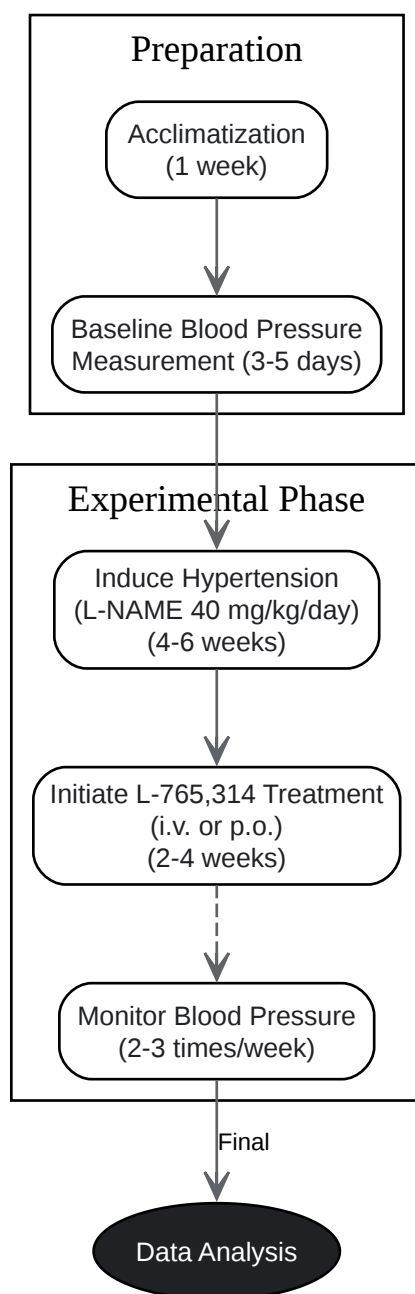 Preparation
Acclimatization
(1 week)
Baseline Blood Pressure
Measurement (3-5 days)
Experimental Phase
Induce Hypertension
(L-NAME 40 mg/kg/day)
(4-6 weeks)
Initiate L-765,314 Treatment
(i.v. or p.o.)
(2-4 weeks)
Monitor Blood Pressure
(2-3 times/week)
Final
Data Analysis